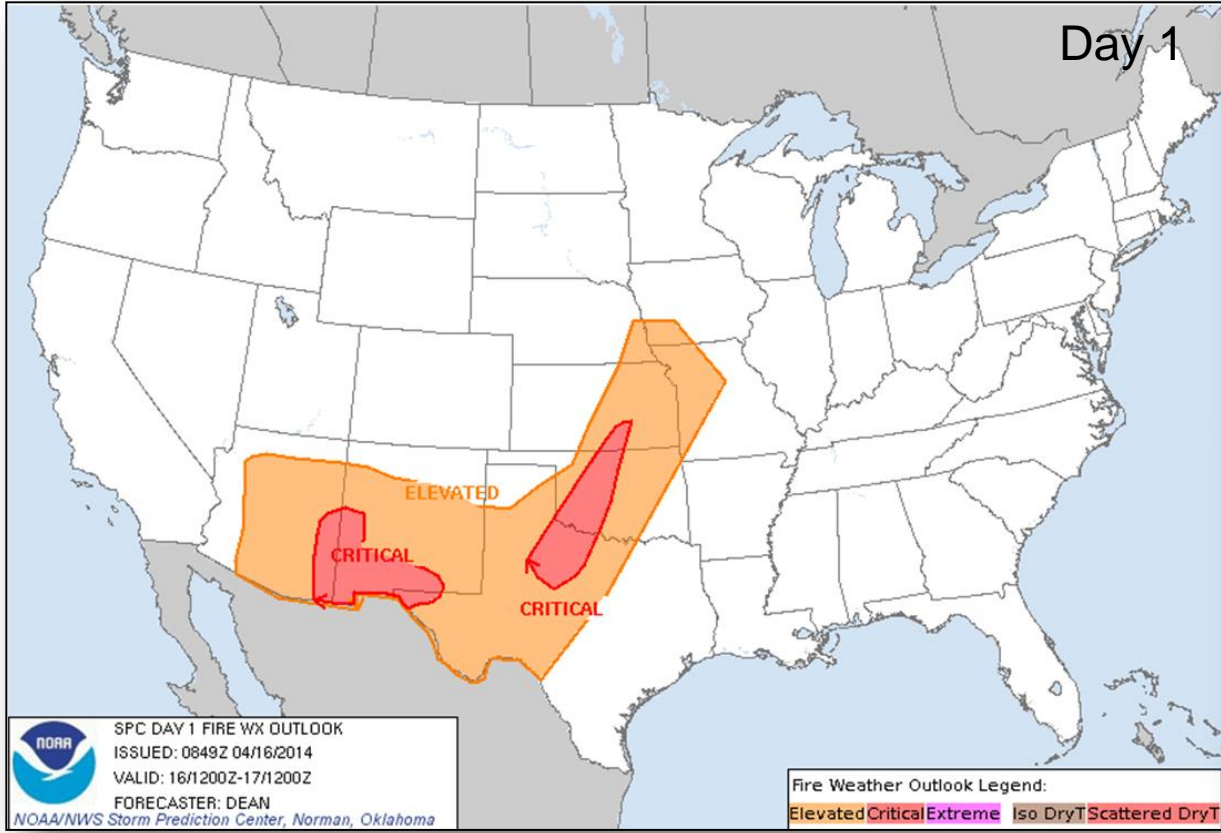 Day 1
ELEVATED
CRITICAL
CRITICAL
NOAA
SPC DAY 1 FIRE WX OUTLOOK
ISSUED: 0849Z 04/16/2014
VALID: 16/1200Z-17/1200Z
FORECASTER: DEAN
NOAA/NWS Storm Prediction Center, Norman, Oklahoma
Fire Weather Outlook Legend:
Elevated Critical Extreme Iso DryT Scattered DryT